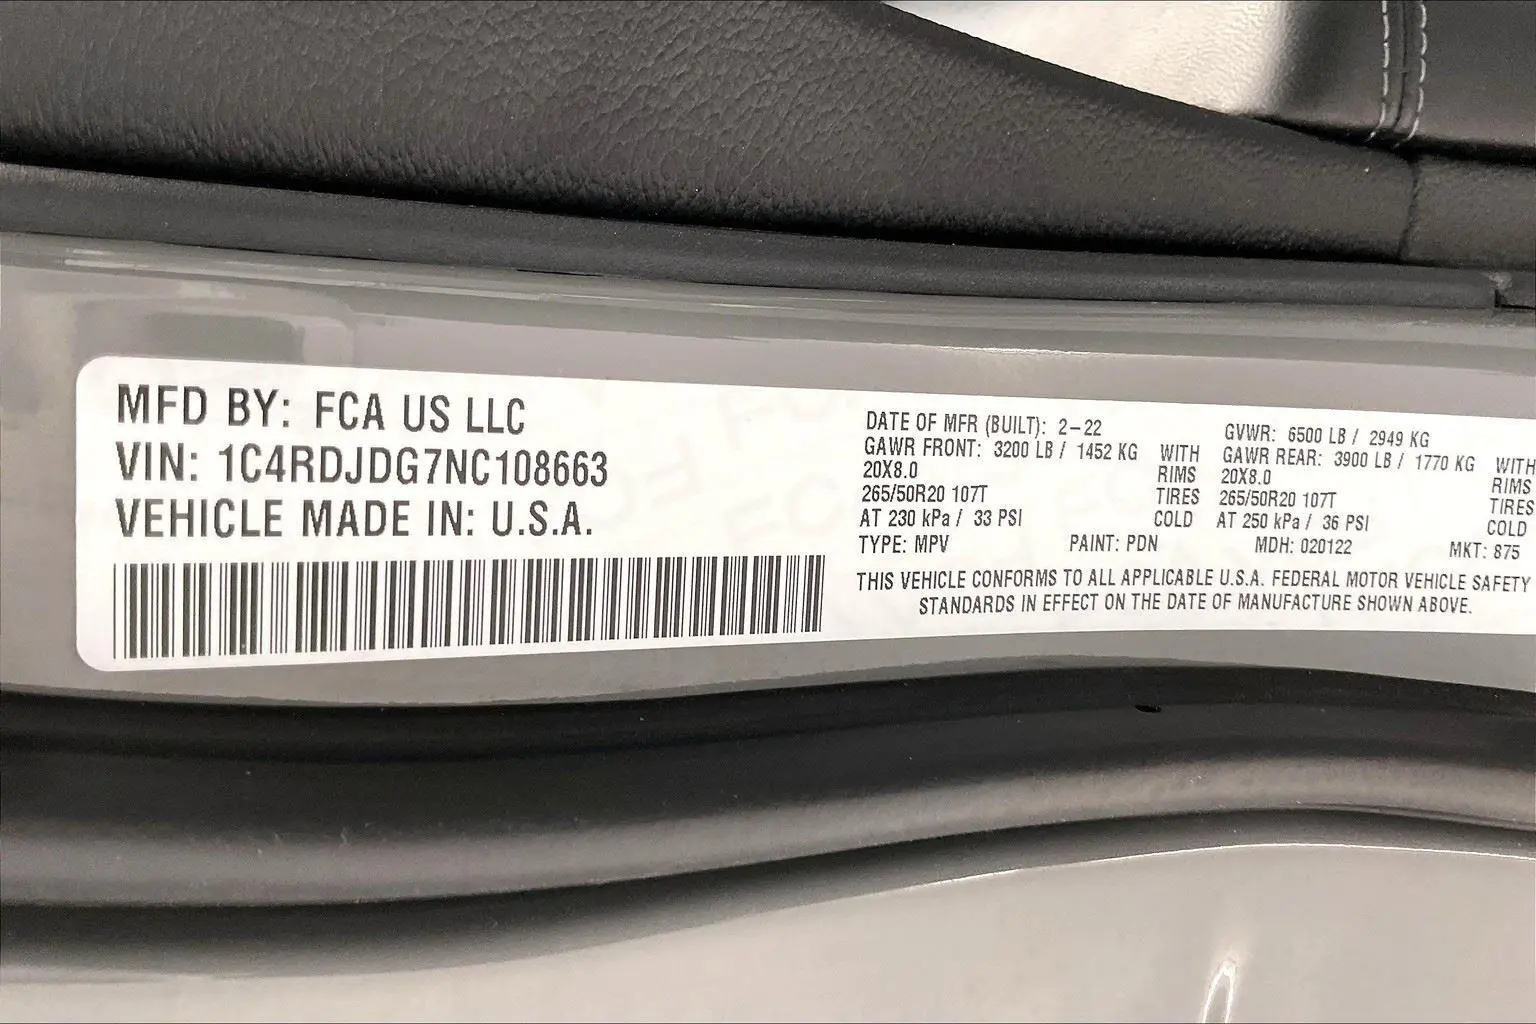 MFD BY: FCA US LLC
VIN: 1C4RDJDG7NC108663
VEHICLE MADE IN: U.S.A.
DATE OF MFR (BUILT): 2-22
GAWR FRONT: 3200 LB / 1452 KG WITH
20X8.0 RIMS
265/50R20 107T TIRES
AT 230 kPa / 33 PSI COLD
GVWR: 6500 LB / 2949 KG
GAWR REAR: 3900 LB / 1770 KG WITH
20X8.0 RIMS
265/50R20 107T TIRES
AT 250 kPa / 36 PSI COLD
TYPE: MPV PAINT: PDN MDH: 020122 MKT: 875
THIS VEHICLE CONFORMS TO ALL APPLICABLE U.S.A. FEDERAL MOTOR VEHICLE SAFETY
STANDARDS IN EFFECT ON THE DATE OF MANUFACTURE SHOWN ABOVE.